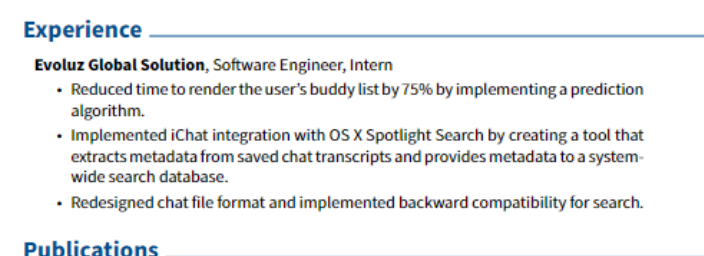 Experience
Evoluz Global Solution, Software Engineer, Intern
• Reduced time to render the user's buddy list by 75% by implementing a prediction
algorithm.
• Implemented iChat integration with OS X Spotlight Search by creating a tool that
extracts metadata from saved chat transcripts and provides metadata to a system-
wide search database.
• Redesigned chat file format and implemented backward compatibility for search.
Publications